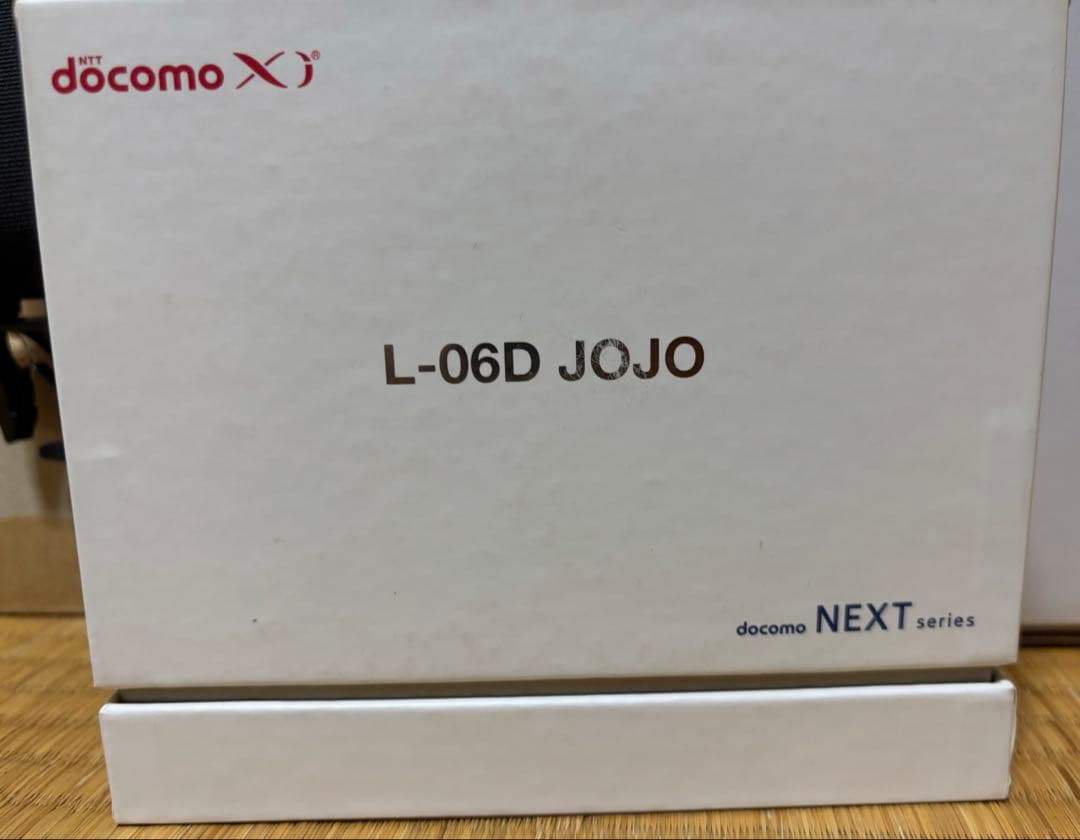 NTT
docomo Xi®
L-06D JOJO
docomo NEXT series